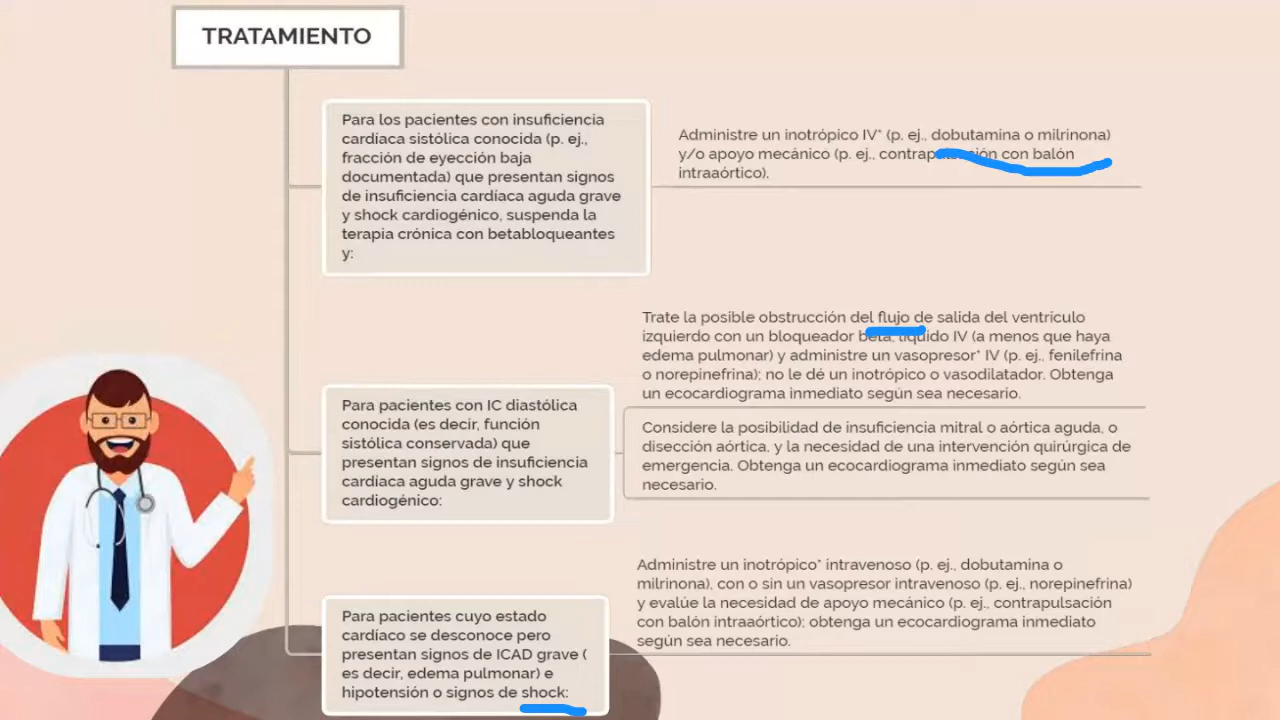 TRATAMIENTO
Para los pacientes con insuficiencia
cardíaca sistólica conocida (p. ej.,
fracción de eyección baja
documentada) que presentan signos
de insuficiencia cardíaca aguda grave
y shock cardiogénico, suspenda la
terapia crónica con betabloqueantes
y:
Administre un inotrópico IV* (p. ej., dobutamina o milrinona)
y/o apoyo mecánico (p. ej., contrapulsación con balón
intraaórtico).
Trate la posible obstrucción del flujo de salida del ventrículo
izquierdo con un bloqueador beta, líquido IV (a menos que haya
edema pulmonar) y administre un vasopresor* IV (p. ej., fenilefrina
o norepinefrina); no le dé un inotrópico o vasodilatador. Obtenga
un ecocardiograma inmediato según sea necesario.
Para pacientes con IC diastólica
conocida (es decir, función
sistólica conservada) que
presentan signos de insuficiencia
cardíaca aguda grave y shock
cardiogénico:
Considere la posibilidad de insuficiencia mitral o aórtica aguda, o
disección aórtica, y la necesidad de una intervención quirúrgica de
emergencia. Obtenga un ecocardiograma inmediato según sea
necesario.
Para pacientes cuyo estado
cardíaco se desconoce pero
presentan signos de ICAD grave (
es decir, edema pulmonar) e
hipotensión o signos de shock:
Administre un inotrópico* intravenoso (p. ej., dobutamina o
milrinona), con o sin un vasopresor intravenoso (p. ej., norepinefrina)
y evalúe la necesidad de apoyo mecánico (p. ej., contrapulsación
con balón intraaórtico); obtenga un ecocardiograma inmediato
según sea necesario.